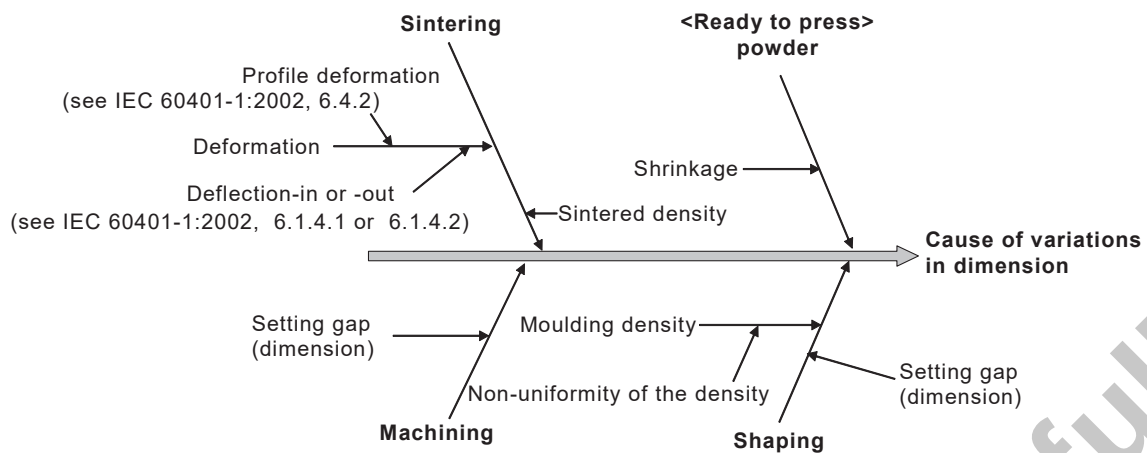 Sintering
<Ready to press>
powder
Profile deformation
(see IEC 60401-1:2002, 6.4.2)
Deformation
Shrinkage
Deflection-in or -out
(see IEC 60401-1:2002, 6.1.4.1 or 6.1.4.2)
Sintered density
Cause of variations
in dimension
Setting gap
(dimension)
Moulding density
Non-uniformity of the density
Setting gap
(dimension)
Machining
Shaping